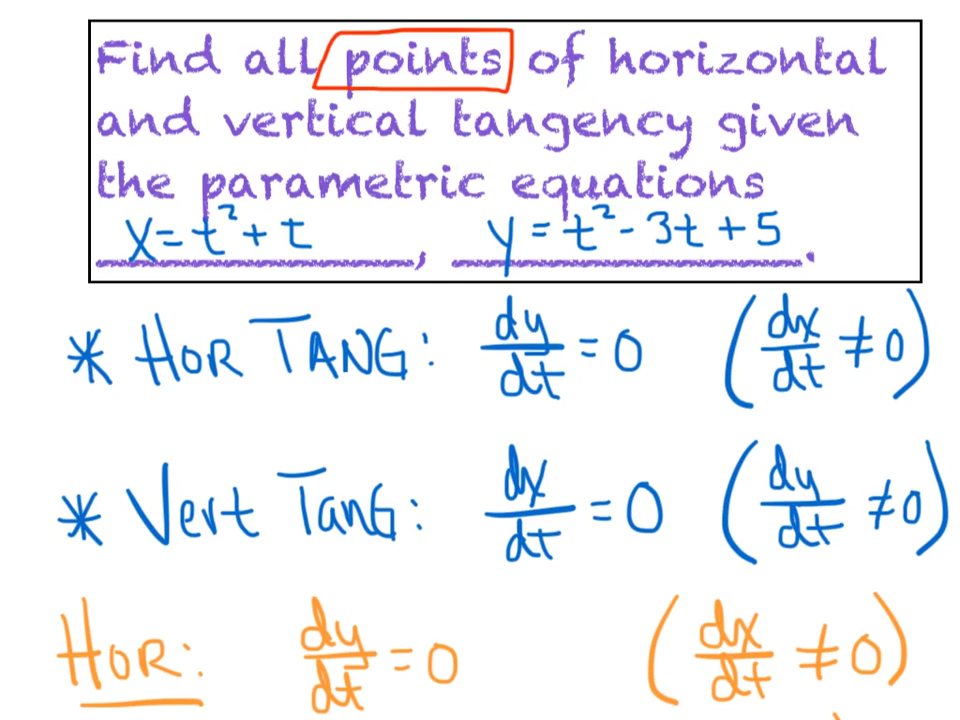 Find all points of horizontal
and vertical tangency given
the parametric equations
x = t² + t, y = t² - 3t + 5.
* HOR TANG: dy/dt = 0 (dx/dt ≠ 0)
* Vert TanG: dx/dt = 0 (dy/dt ≠ 0)
HOR: dy/dt = 0 (dx/dt ≠ 0)